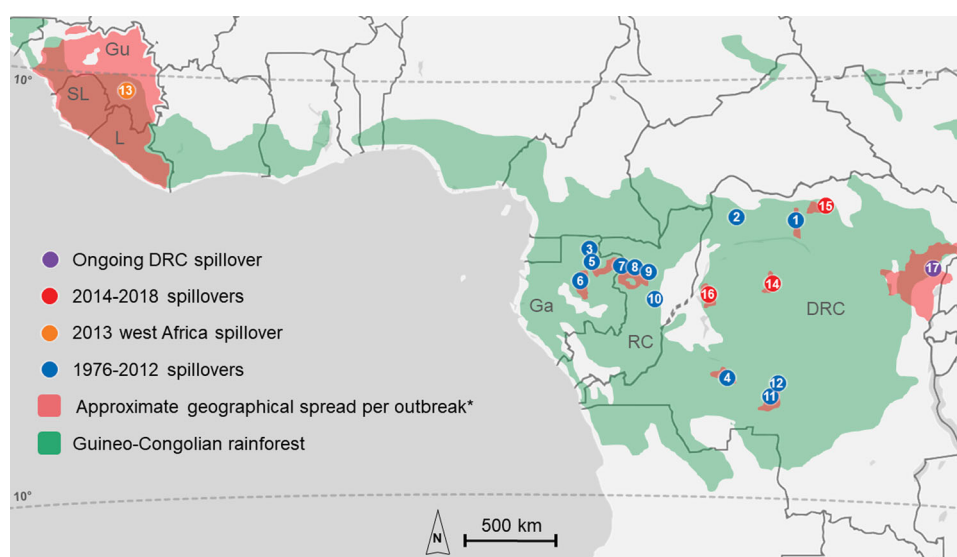 Gu
10°
SL
13
L
15
2
1
3
5
7
8
9
17
6
14
16
10
Ga
DRC
RC
4
12
11
Ongoing DRC spillover
2014-2018 spillovers
2013 west Africa spillover
1976-2012 spillovers
Approximate geographical spread per outbreak*
Guineo-Congolian rainforest
10°
N
500 km